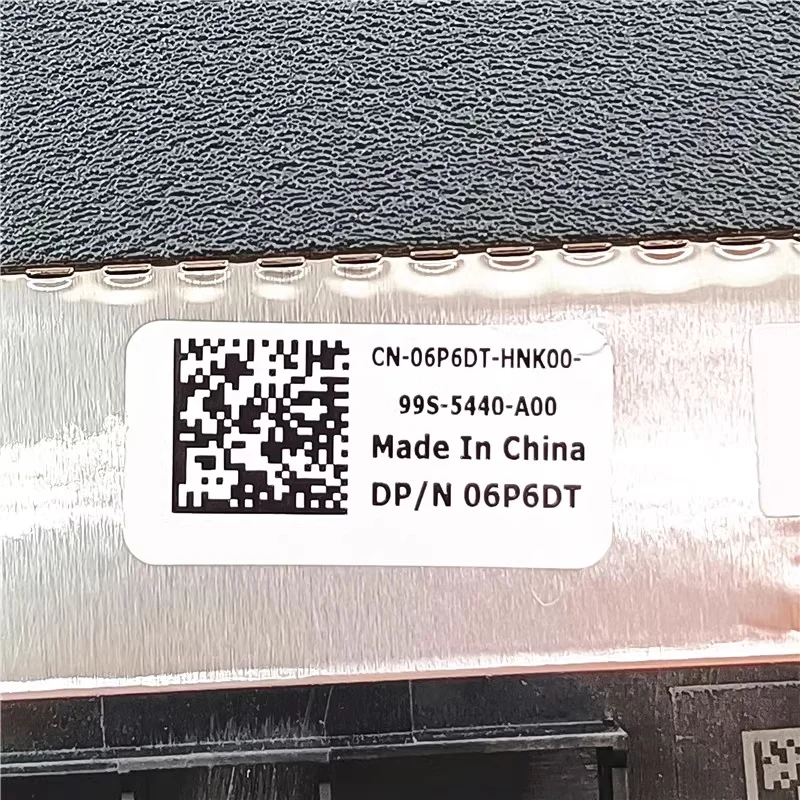 CN-06P6DT-HNK00-
99S-5440-A00
Made In China
DP/N 06P6DT